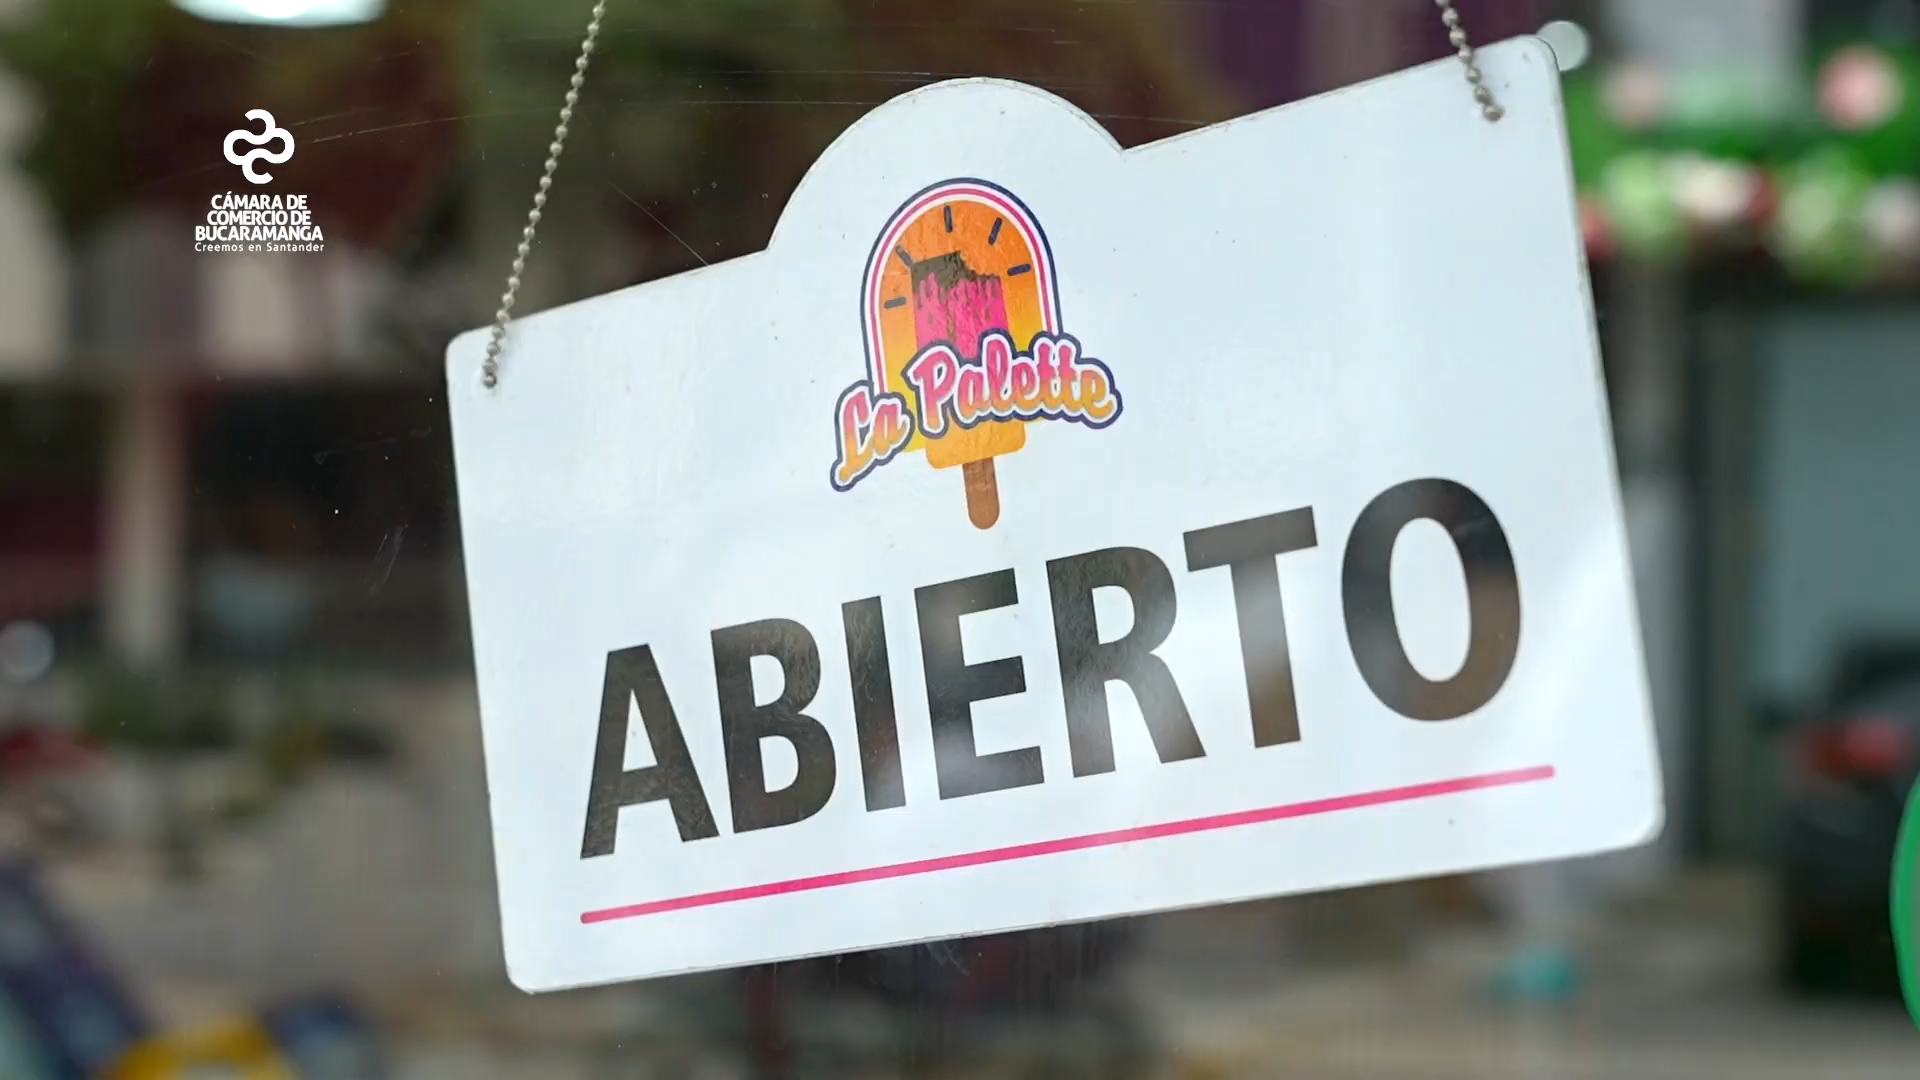 CÁMARA DE
COMERCIO DE
BUCARAMANGA
Creemos en Santander
La Palette
ABIERTO